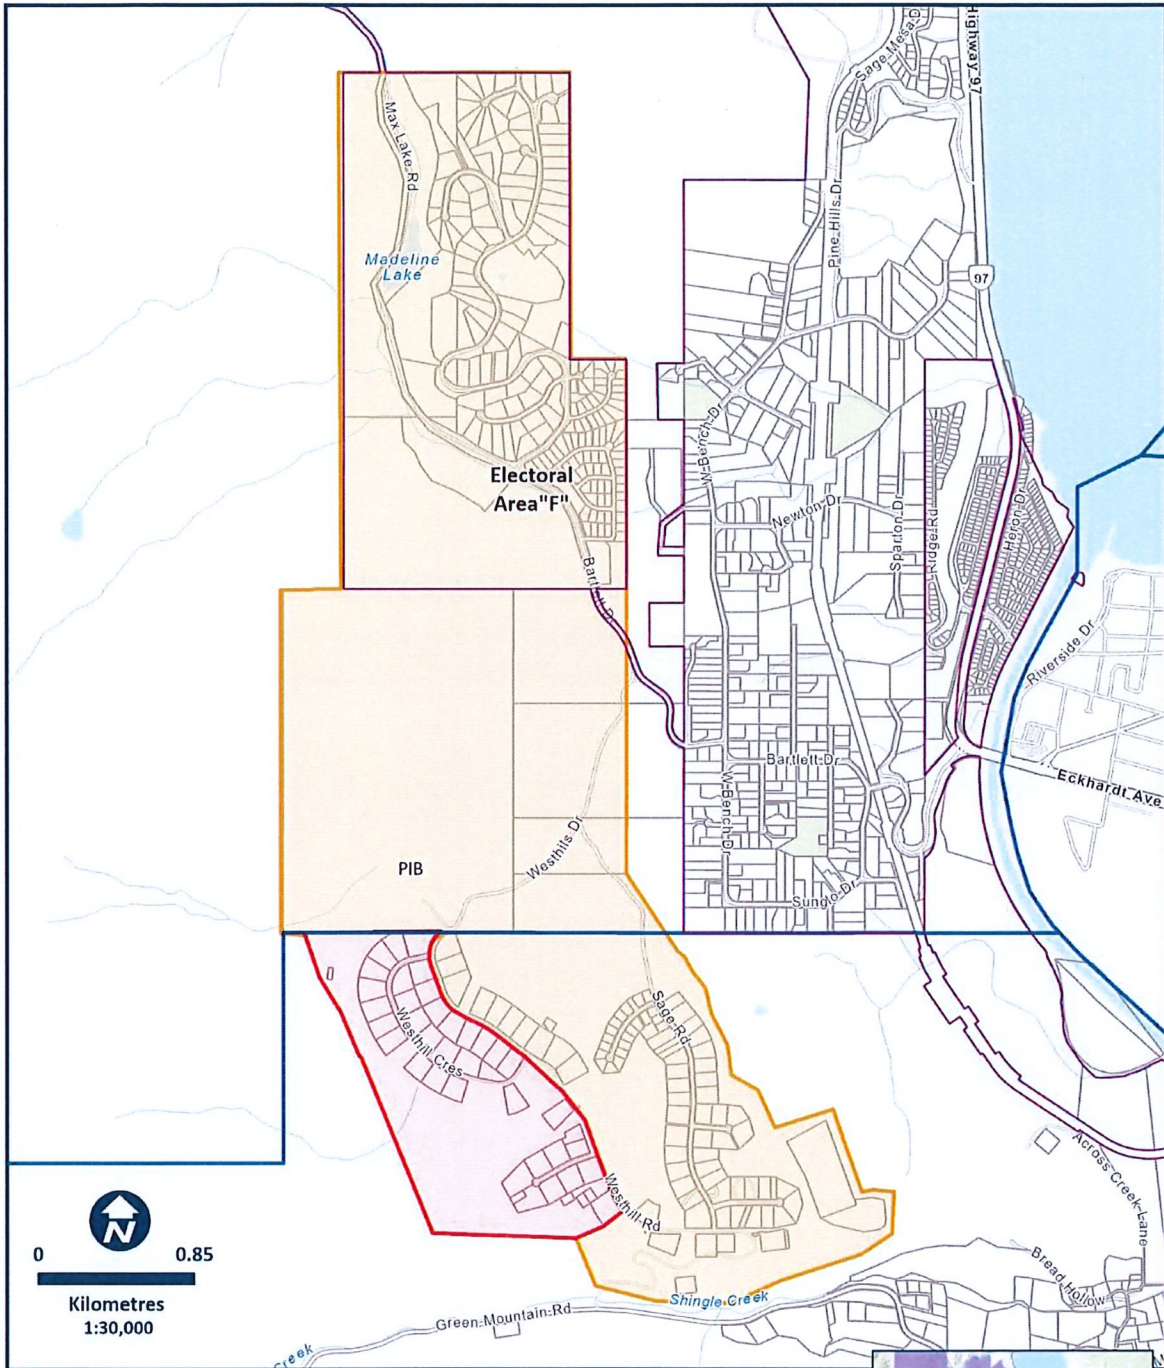 Sage Mesa D
Highway 97
Max Lake Rd
Pine Hills Dr
Madeline
Lake
97
W Bench Dr
Electoral
Area"F"
Newton Dr
Sparton Dr
Ridge Rd
Heron Dr
Bartlett Dr
Riverside Dr
Bartlett Dr
Eckhardt Ave
W Bench Dr
Westhils Dr
PIB
Sunglo Dr
Sage Rd
Westhill Cres
Across Creek Lane
Westhill Rd
N
0 0.85
Kilometres
1:30,000
Bread Hollow
Shingle Creek
Green Mountain Rd
Creek